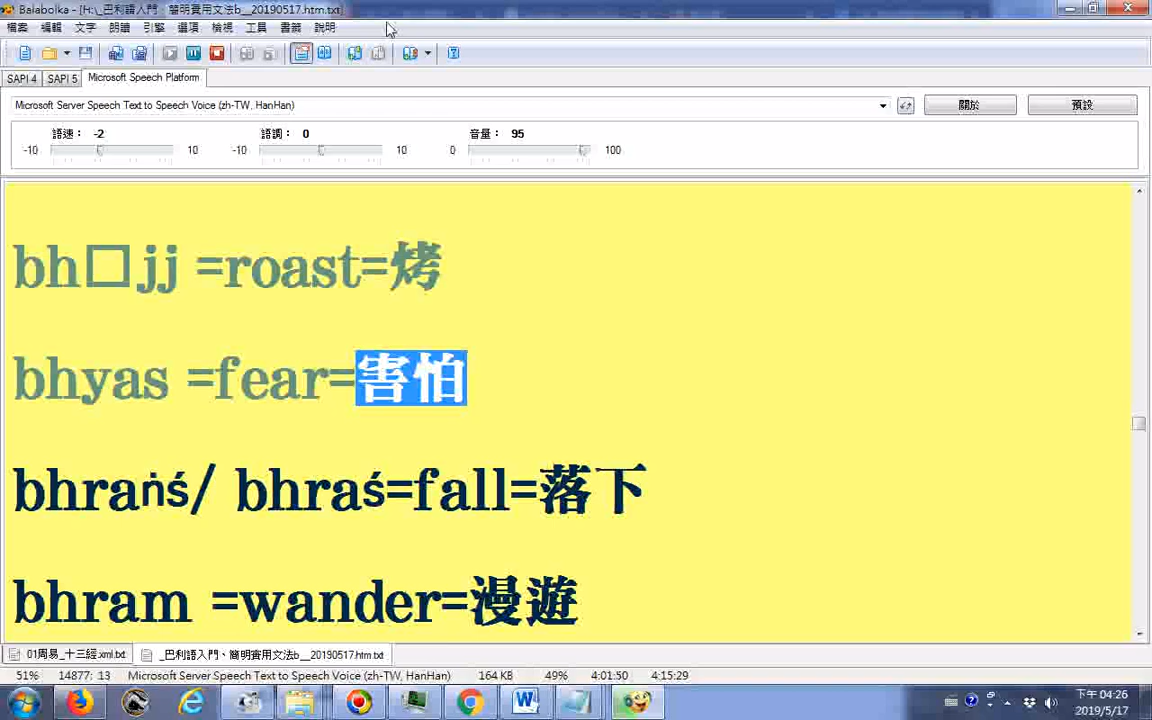 Balabolka - [H:\_巴利語入門、簡明實用文法b__20190517.htm.txt]
檔案 編輯 文字 朗讀 引擎 選項 檢視 工具 書籤 說明
SAPI 4 SAPI 5 Microsoft Speech Platform
Microsoft Server Speech Text to Speech Voice (zh-TW, HanHan) 關於 預設
語速： -2 語調： 0 音量： 95
-10 10 -10 10 0 100
bh□jj =roast=烤
bhyas =fear=害怕
bhraṅś/ bhraś=fall=落下
bhram =wander=漫遊
01周易_十三經.xml.txt _巴利語入門、簡明實用文法b__20190517.htm.txt
51% 14877: 13 Microsoft Server Speech Text to Speech Voice (zh-TW, HanHan) 164 KB 49% 4:01:50 4:15:29
下午 04:26
2019/5/17